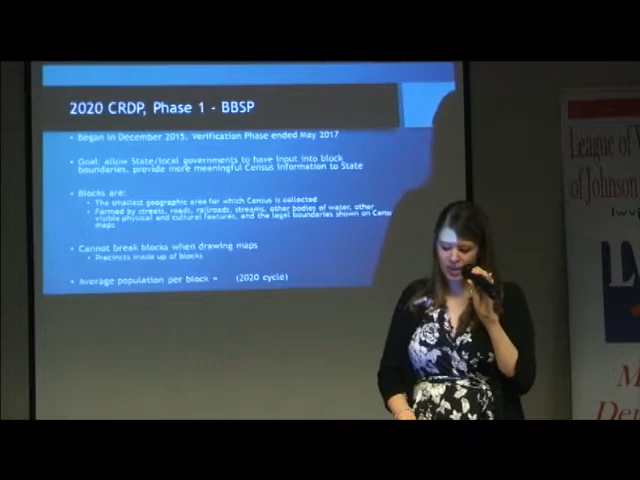 2020 CRDP, Phase 1 - BBSP
Began in December 2015, Verification Phase ended May 2017
Goal: allow State/local governments to have input into block
boundaries, provide more meaningful Census information to State
Blocks are:
The smallest geographic area for which Census is collected
Formed by streets, roads, railroads, streams, other bodies of water, other
visible physical and cultural features, and the legal boundaries shown on Census
maps
Cannot break blocks when drawing maps
Precincts made up of blocks
Average population per block = (2020 cycle)
League of
of Johnson